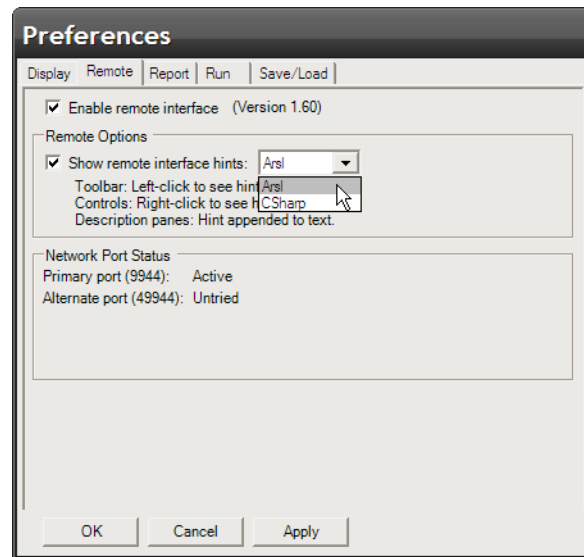 Preferences
Display Remote Report Run Save/Load
Enable remote interface (Version 1.60)
Remote Options
Show remote interface hints: Arsl
Toolbar: Left-click to see hin
Arsl
Controls: Right-click to see h
CSharp
Description panes: Hint appended to text.
Network Port Status
Primary port (9944): Active
Alternate port (49944): Untried
OK Cancel Apply